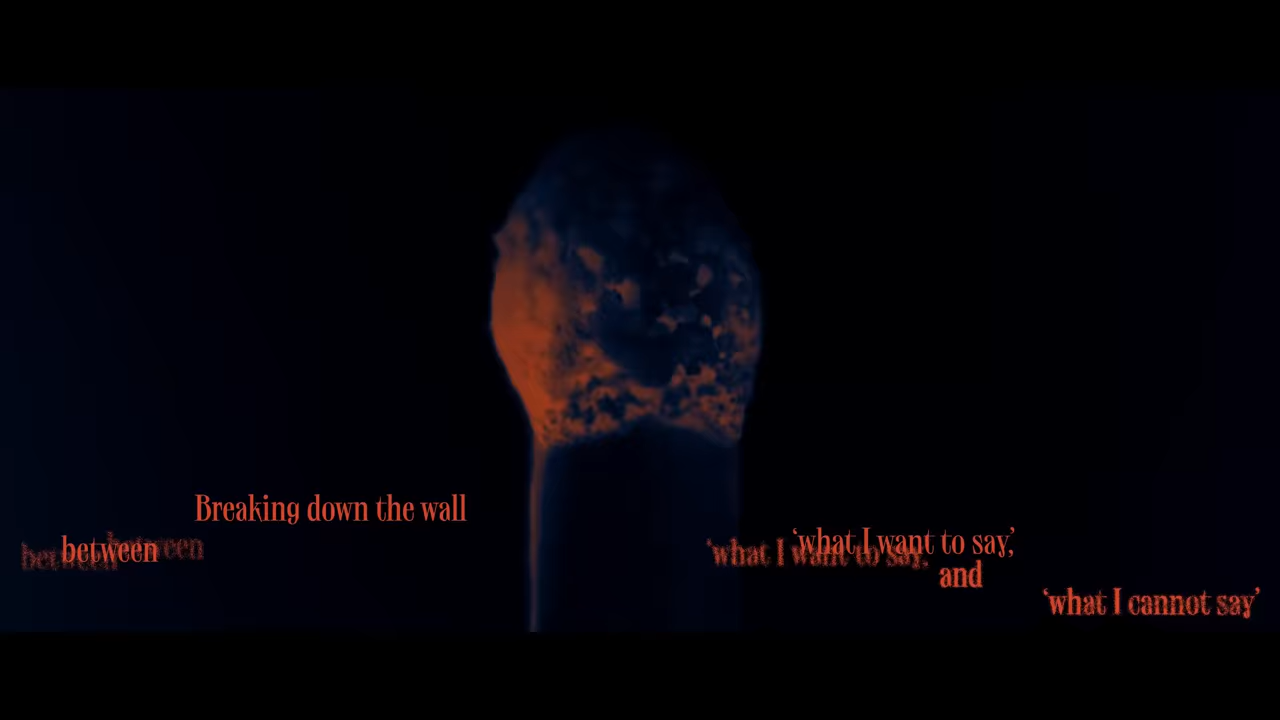 Breaking down the wall
between
‘what I want to say,’
and
‘what I cannot say’